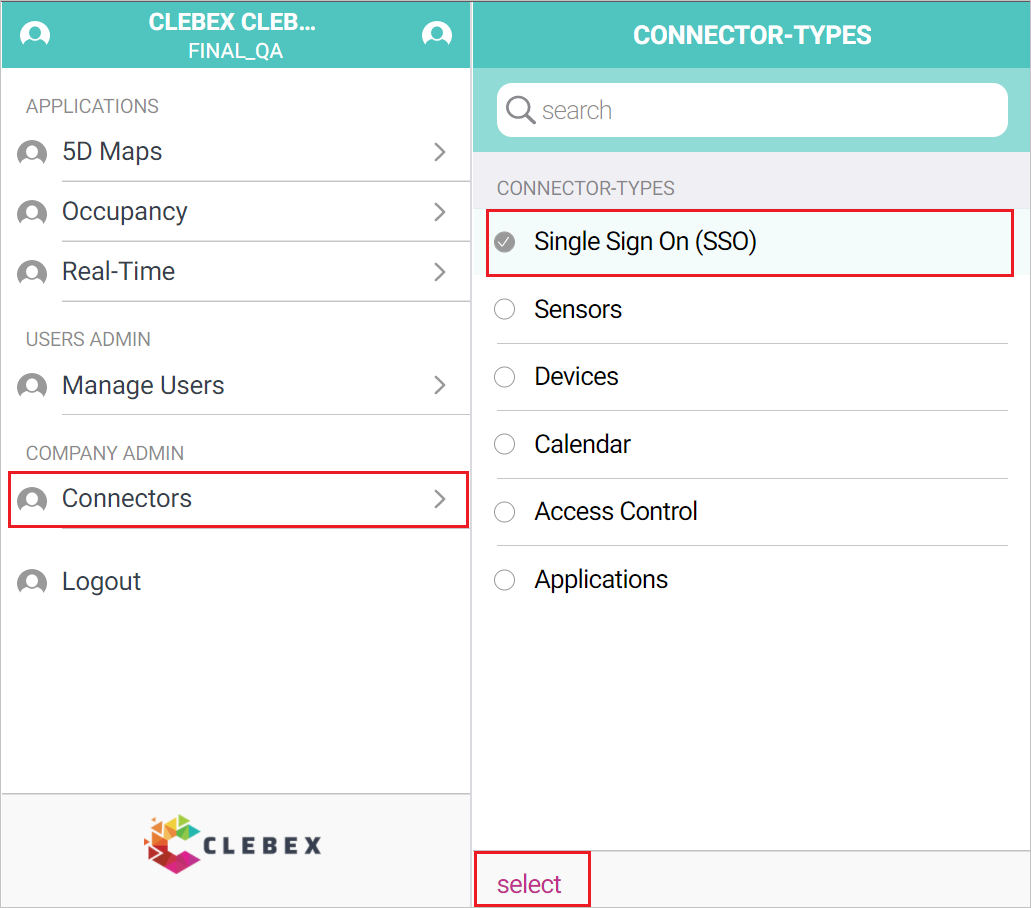 CLEBEX CLEB...
FINAL_QA
APPLICATIONS
5D Maps
Occupancy
Real-Time
USERS ADMIN
Manage Users
COMPANY ADMIN
Connectors
Logout
CLEBEX
CONNECTOR-TYPES
search
CONNECTOR-TYPES
Single Sign On (SSO)
Sensors
Devices
Calendar
Access Control
Applications
select